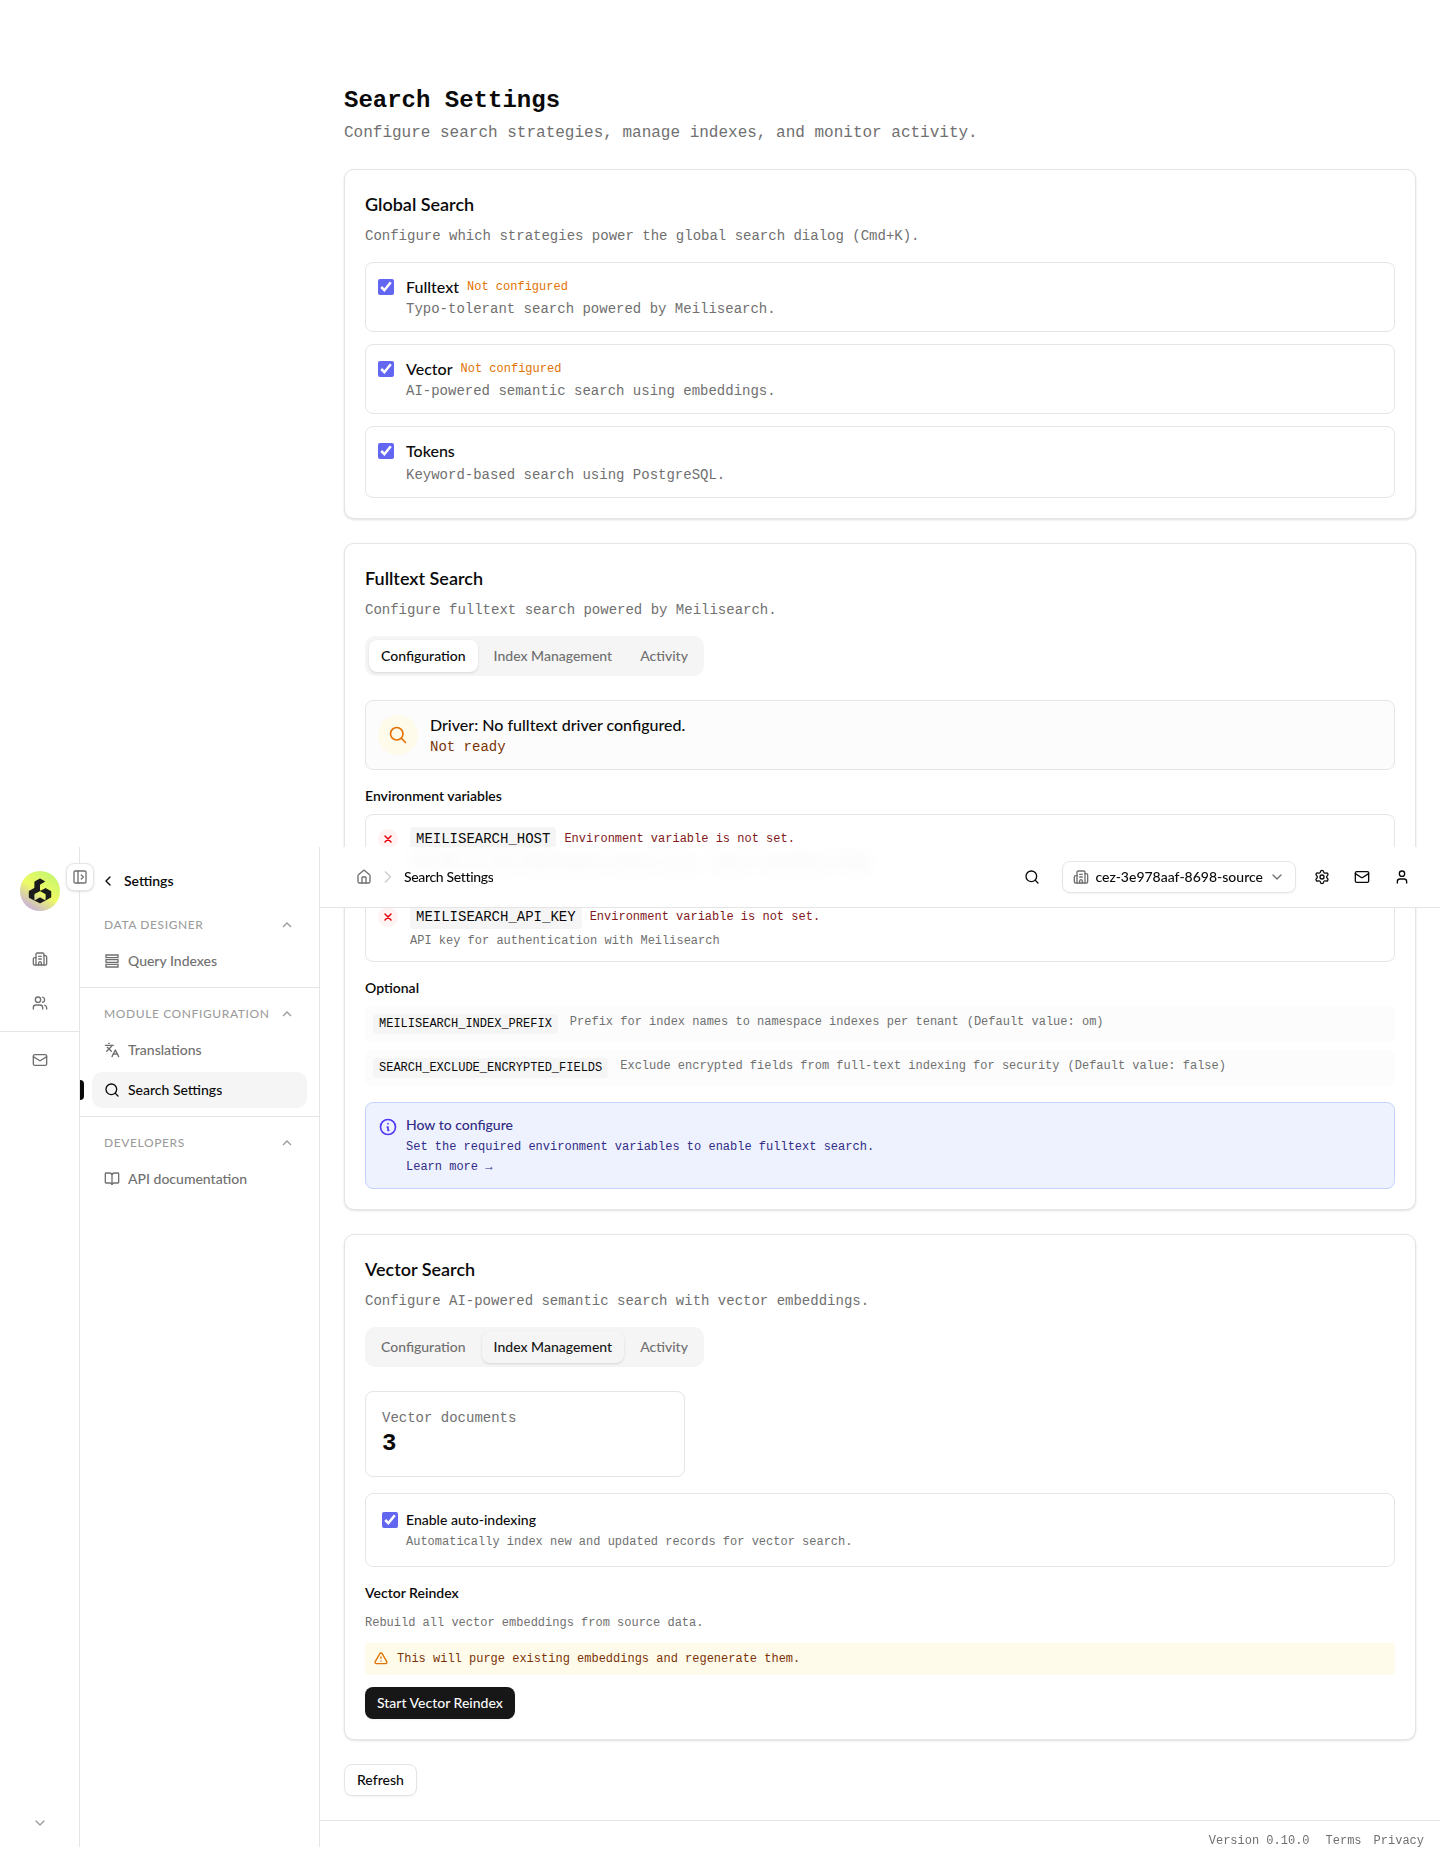 Search Settings
Configure search strategies, manage indexes, and monitor activity.
Global Search
Configure which strategies power the global search dialog (Cmd+K).
Fulltext Not configured
Typo-tolerant search powered by Meilisearch.
Vector Not configured
AI-powered semantic search using embeddings.
Tokens
Keyword-based search using PostgreSQL.
Fulltext Search
Configure fulltext search powered by Meilisearch.
Configuration Index Management Activity
Driver: No fulltext driver configured.
Not ready
Environment variables
MEILISEARCH_HOST Environment variable is not set.
Settings
DATA DESIGNER
Query Indexes
MODULE CONFIGURATION
Translations
Search Settings
DEVELOPERS
API documentation
Search Settings
cez-3e978aaf-8698-source
MEILISEARCH_API_KEY Environment variable is not set.
API key for authentication with Meilisearch
Optional
MEILISEARCH_INDEX_PREFIX Prefix for index names to namespace indexes per tenant (Default value: om)
SEARCH_EXCLUDE_ENCRYPTED_FIELDS Exclude encrypted fields from full-text indexing for security (Default value: false)
How to configure
Set the required environment variables to enable fulltext search.
Learn more →
Vector Search
Configure AI-powered semantic search with vector embeddings.
Configuration Index Management Activity
Vector documents
3
Enable auto-indexing
Automatically index new and updated records for vector search.
Vector Reindex
Rebuild all vector embeddings from source data.
This will purge existing embeddings and regenerate them.
Start Vector Reindex
Refresh
Version 0.10.0 Terms Privacy